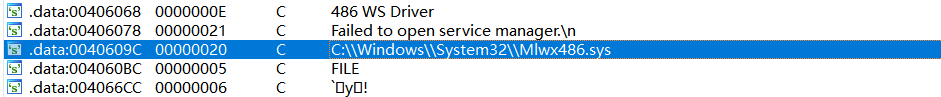 's' .data:00406068 0000000E C 486 WS Driver
's' .data:00406078 00000021 C Failed to open service manager.\n
's' .data:0040609C 00000020 C C:\\Windows\\System32\\Mlwx486.sys
's' .data:004060BC 00000005 C FILE
's' .data:004066CC 00000006 C `▯y▯!